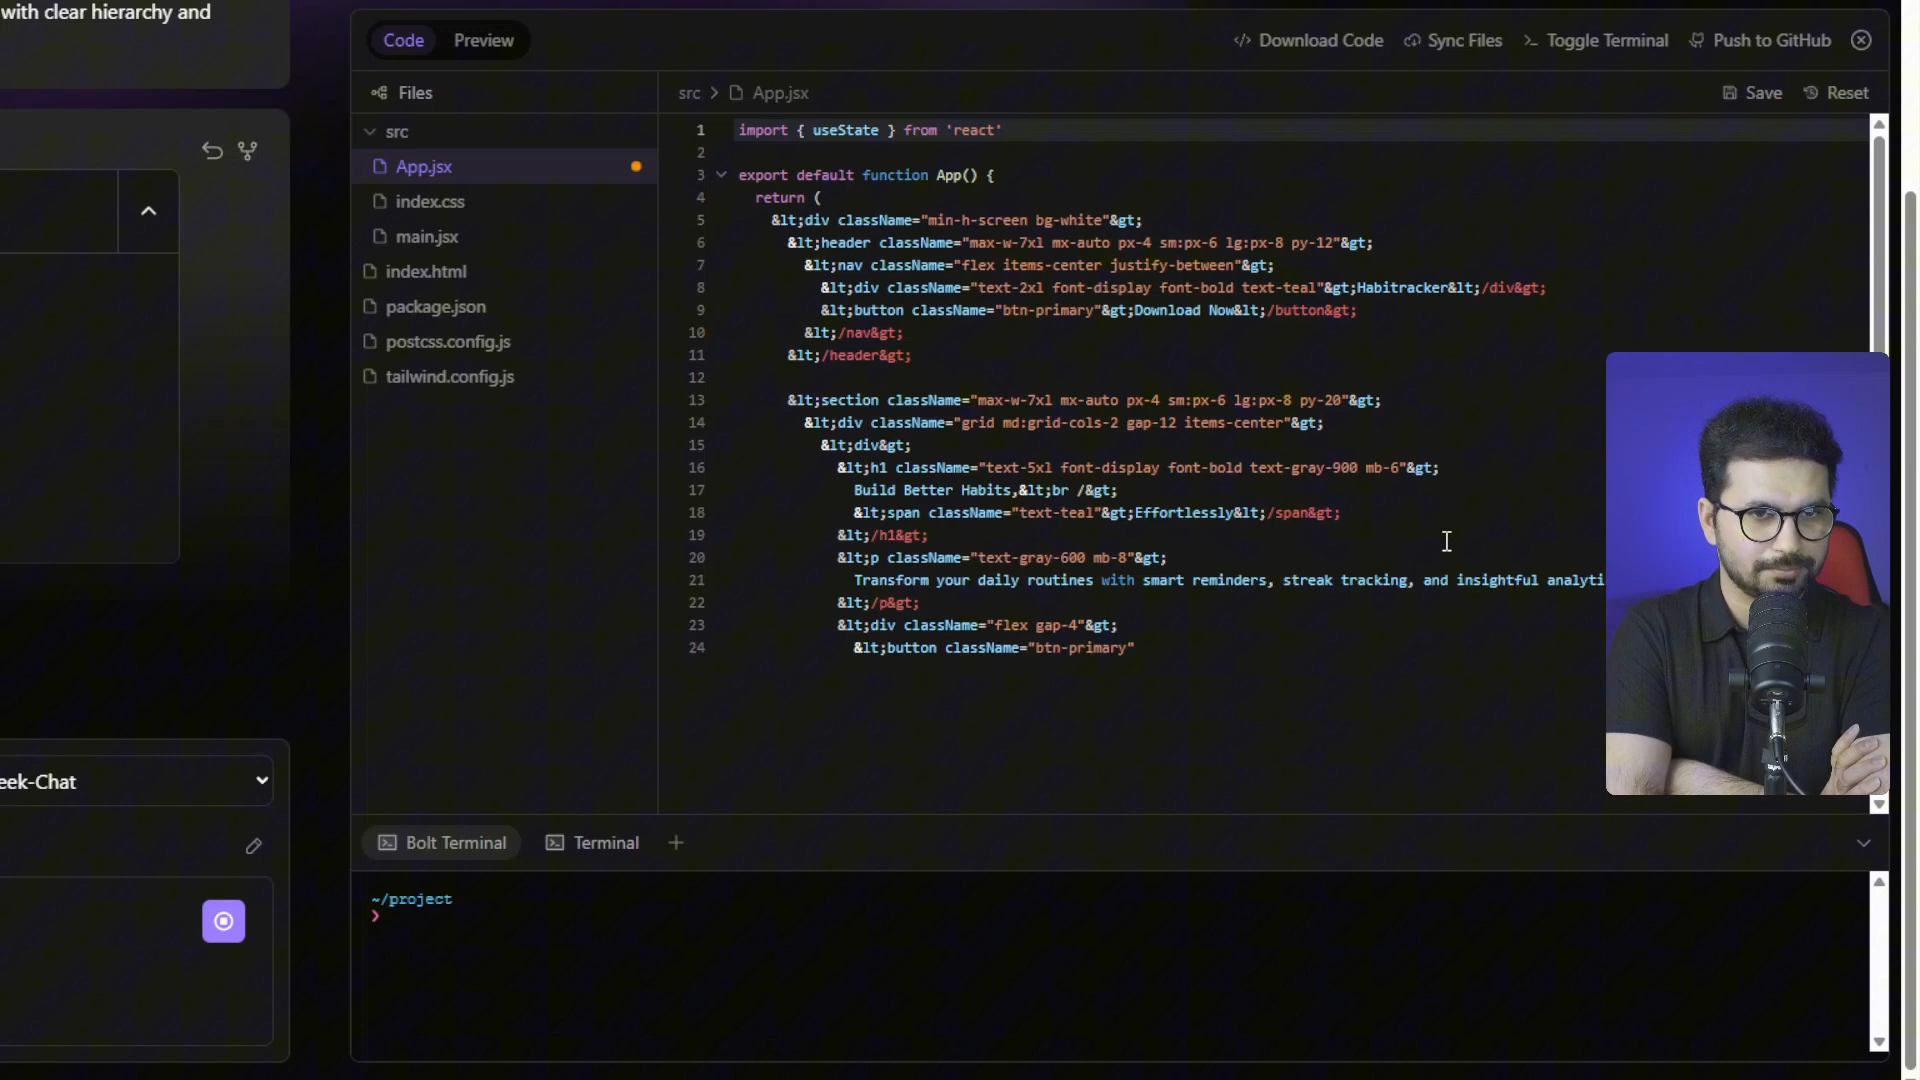 with clear hierarchy and
Code Preview
Download Code Sync Files Toggle Terminal Push to GitHub
Files
src > App.jsx
Save Reset
src
App.jsx
index.css
main.jsx
index.html
package.json
postcss.config.js
tailwind.config.js
1 import { useState } from 'react'
2
3 export default function App() {
4 return (
5 &lt;div className="min-h-screen bg-white"&gt;
6 &lt;header className="max-w-7xl mx-auto px-4 sm:px-6 lg:px-8 py-12"&gt;
7 &lt;nav className="flex items-center justify-between"&gt;
8 &lt;div className="text-2xl font-display font-bold text-teal"&gt;Habitracker&lt;/div&gt;
9 &lt;button className="btn-primary"&gt;Download Now&lt;/button&gt;
10 &lt;/nav&gt;
11 &lt;/header&gt;
12
13 &lt;section className="max-w-7xl mx-auto px-4 sm:px-6 lg:px-8 py-20"&gt;
14 &lt;div className="grid md:grid-cols-2 gap-12 items-center"&gt;
15 &lt;div&gt;
16 &lt;h1 className="text-5xl font-display font-bold text-gray-900 mb-6"&gt;
17 Build Better Habits,&lt;br /&gt;
18 &lt;span className="text-teal"&gt;Effortlessly&lt;/span&gt;
19 &lt;/h1&gt;
20 &lt;p className="text-gray-600 mb-8"&gt;
21 Transform your daily routines with smart reminders, streak tracking, and insightful analyti
22 &lt;/p&gt;
23 &lt;div className="flex gap-4"&gt;
24 &lt;button className="btn-primary"
eek-Chat
Bolt Terminal Terminal +
~/project
❯